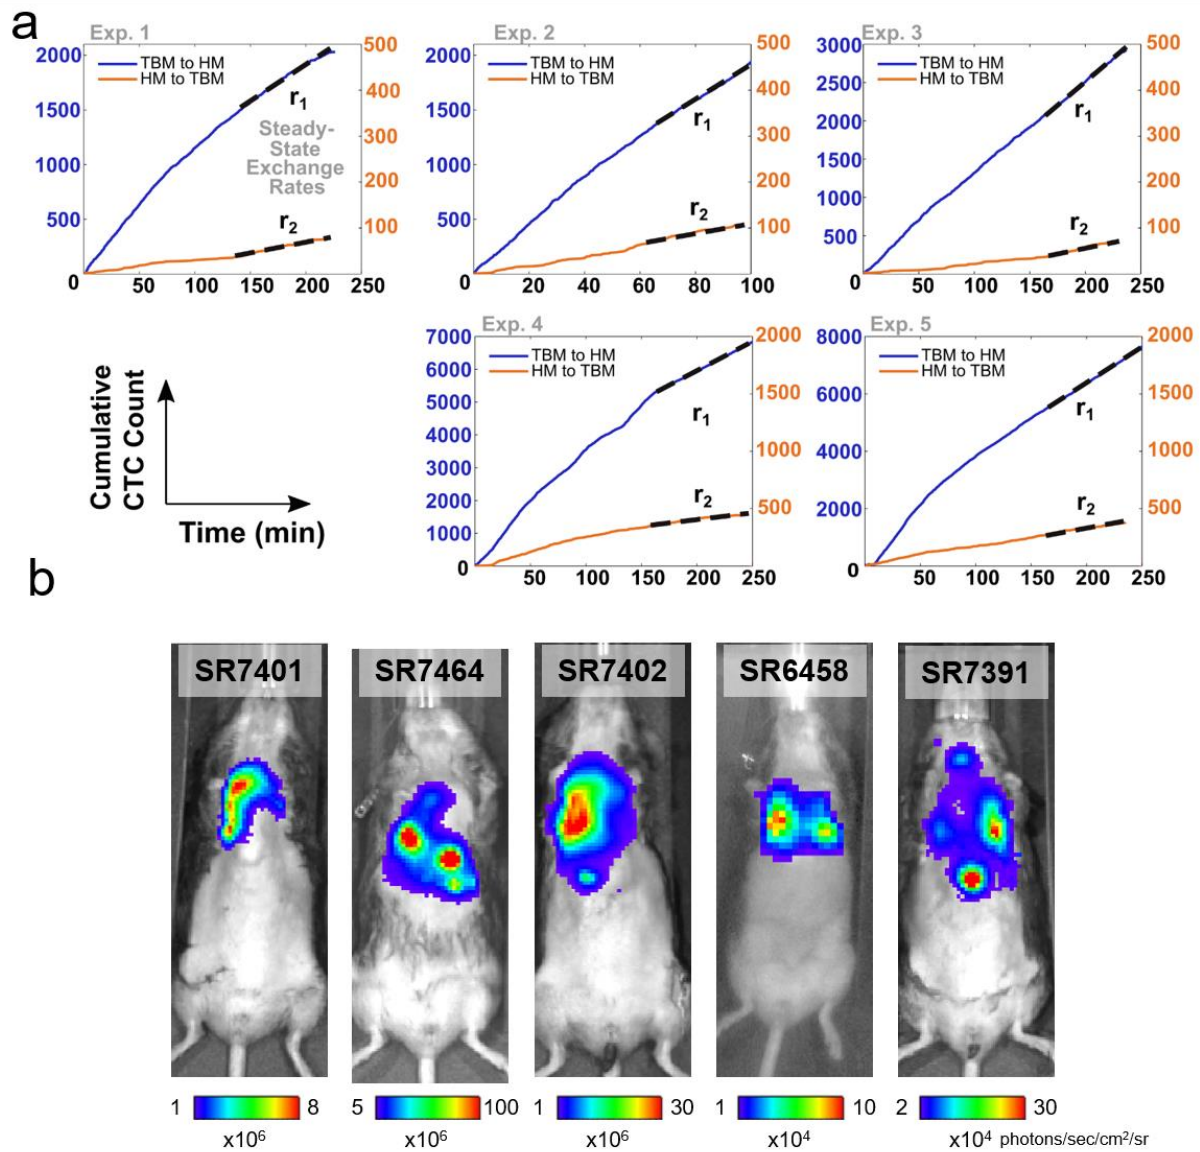 a
Exp. 1
Exp. 2
Exp. 3
2000
1500
1000
500
0
500
400
300
200
100
TBM to HM
HM to TBM
r1
Steady-
State
Exchange
Rates
r2
50 100 150 200 250
2000
1500
1000
500
0
500
400
300
200
100
TBM to HM
HM to TBM
r1
r2
20 40 60 80 100
3000
2500
2000
1500
1000
500
0
500
400
300
200
100
TBM to HM
HM to TBM
r1
r2
50 100 150 200 250
Cumulative
CTC Count
Time (min)
Exp. 4
Exp. 5
7000
6000
5000
4000
3000
2000
1000
0
2000
1500
1000
500
TBM to HM
HM to TBM
r1
r2
50 100 150 200 250
8000
6000
4000
2000
0
2000
1500
1000
500
TBM to HM
HM to TBM
r1
r2
50 100 150 200 250
b
SR7401
SR7464
SR7402
SR6458
SR7391
1 8
x10⁶
5 100
x10⁶
1 30
x10⁶
1 10
x10⁴
2 30
x10⁴ photons/sec/cm²/sr